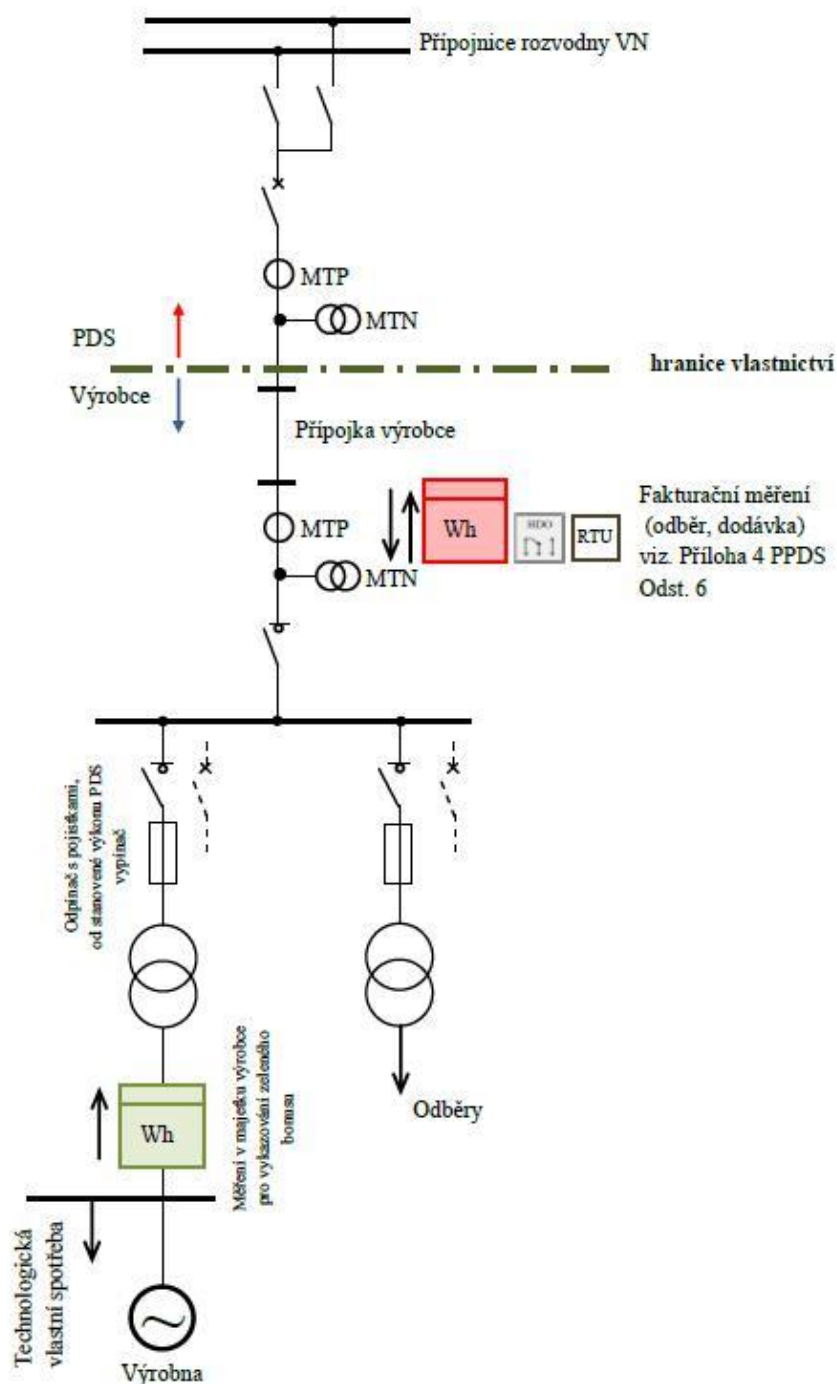 Přípojnice rozvodny VN
MTP
MTN
PDS
hranice vlastnictví
Výrobce
Přípojka výrobce
Fakturační měření
(odběr, dodávka)
viz. Příloha 4 PPDS
Odst. 6
Wh
HDO
RTU
MTP
MTN
Odpínač s pojistkami,
od stanovené výkonu PDS
vypínač
Wh
Měření v majetku výrobce
pro vykazování zeleného
bonusu
Odběry
Technologická
vlastní spotřeba
Výrobna